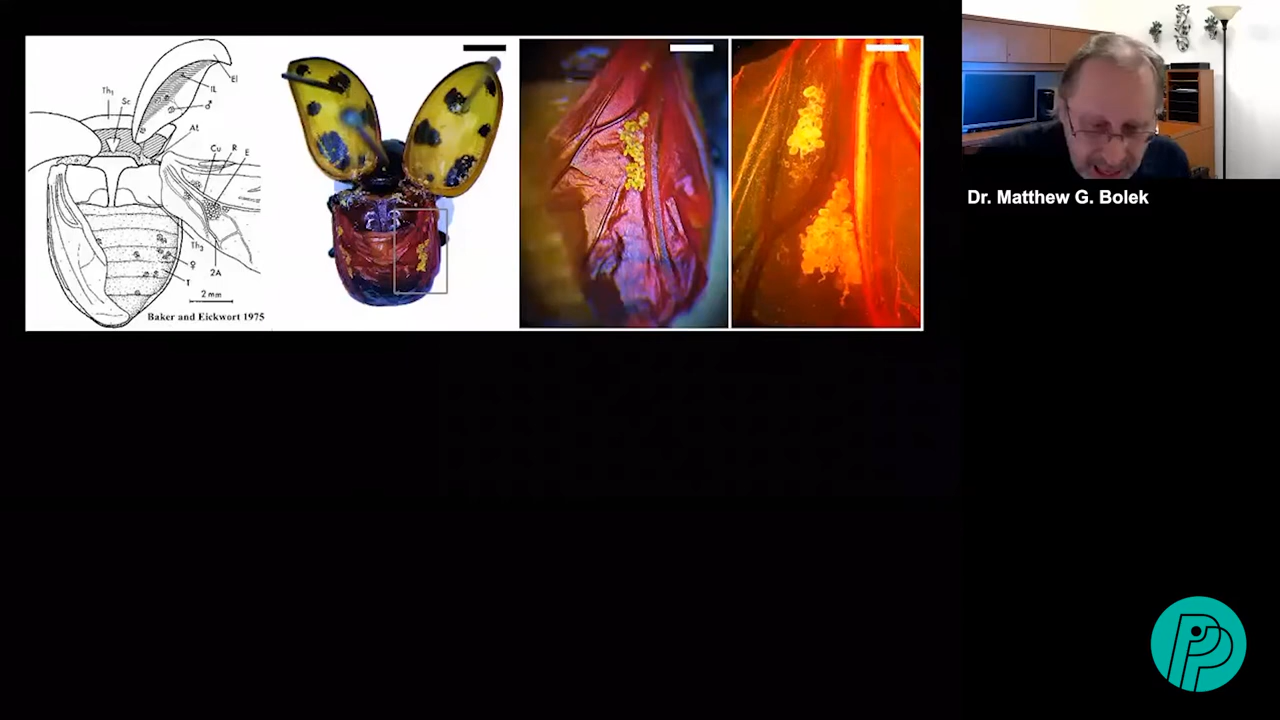 Th₁
Sc
El
IL
♂
At
Cu
R
E
Th₃
♀
2A
T
2 mm
Baker and Eickwort 1975
Dr. Matthew G. Bolek